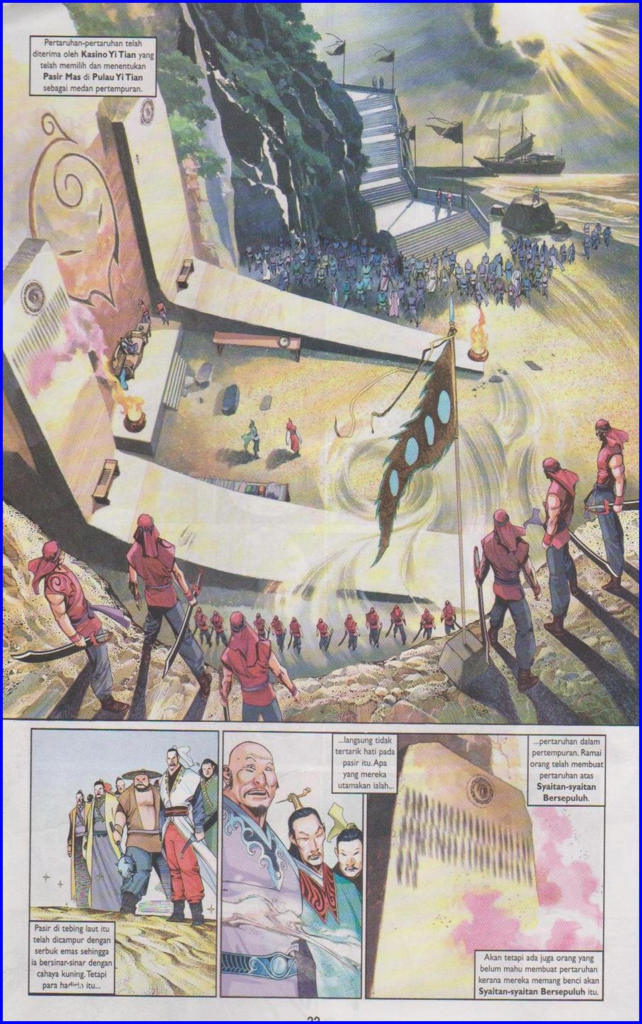 Pertaruhan-pertaruhan telah
diterima oleh Kasino Yi Tian yang
telah memilih dan menentukan
Pasir Mas di Pulau Yi Tian
sebagai medan pertempuran.
Pasir di tebing laut itu
telah dicampur dengan
serbuk emas sehingga
ia bersinar-sinar dengan
cahaya kuning. Tetapi
para hadirin itu...
...langsung tidak
tertarik hati pada
pasir itu. Apa
yang mereka
utamakan ialah...
...pertaruhan dalam
pertempuran. Ramai
orang telah membuat
pertaruhan atas
Syaitan-syaitan
Bersepuluh.
Akan tetapi ada juga orang yang
belum mahu membuat pertaruhan
kerana mereka memang benci akan
Syaitan-syaitan Bersepuluh itu.